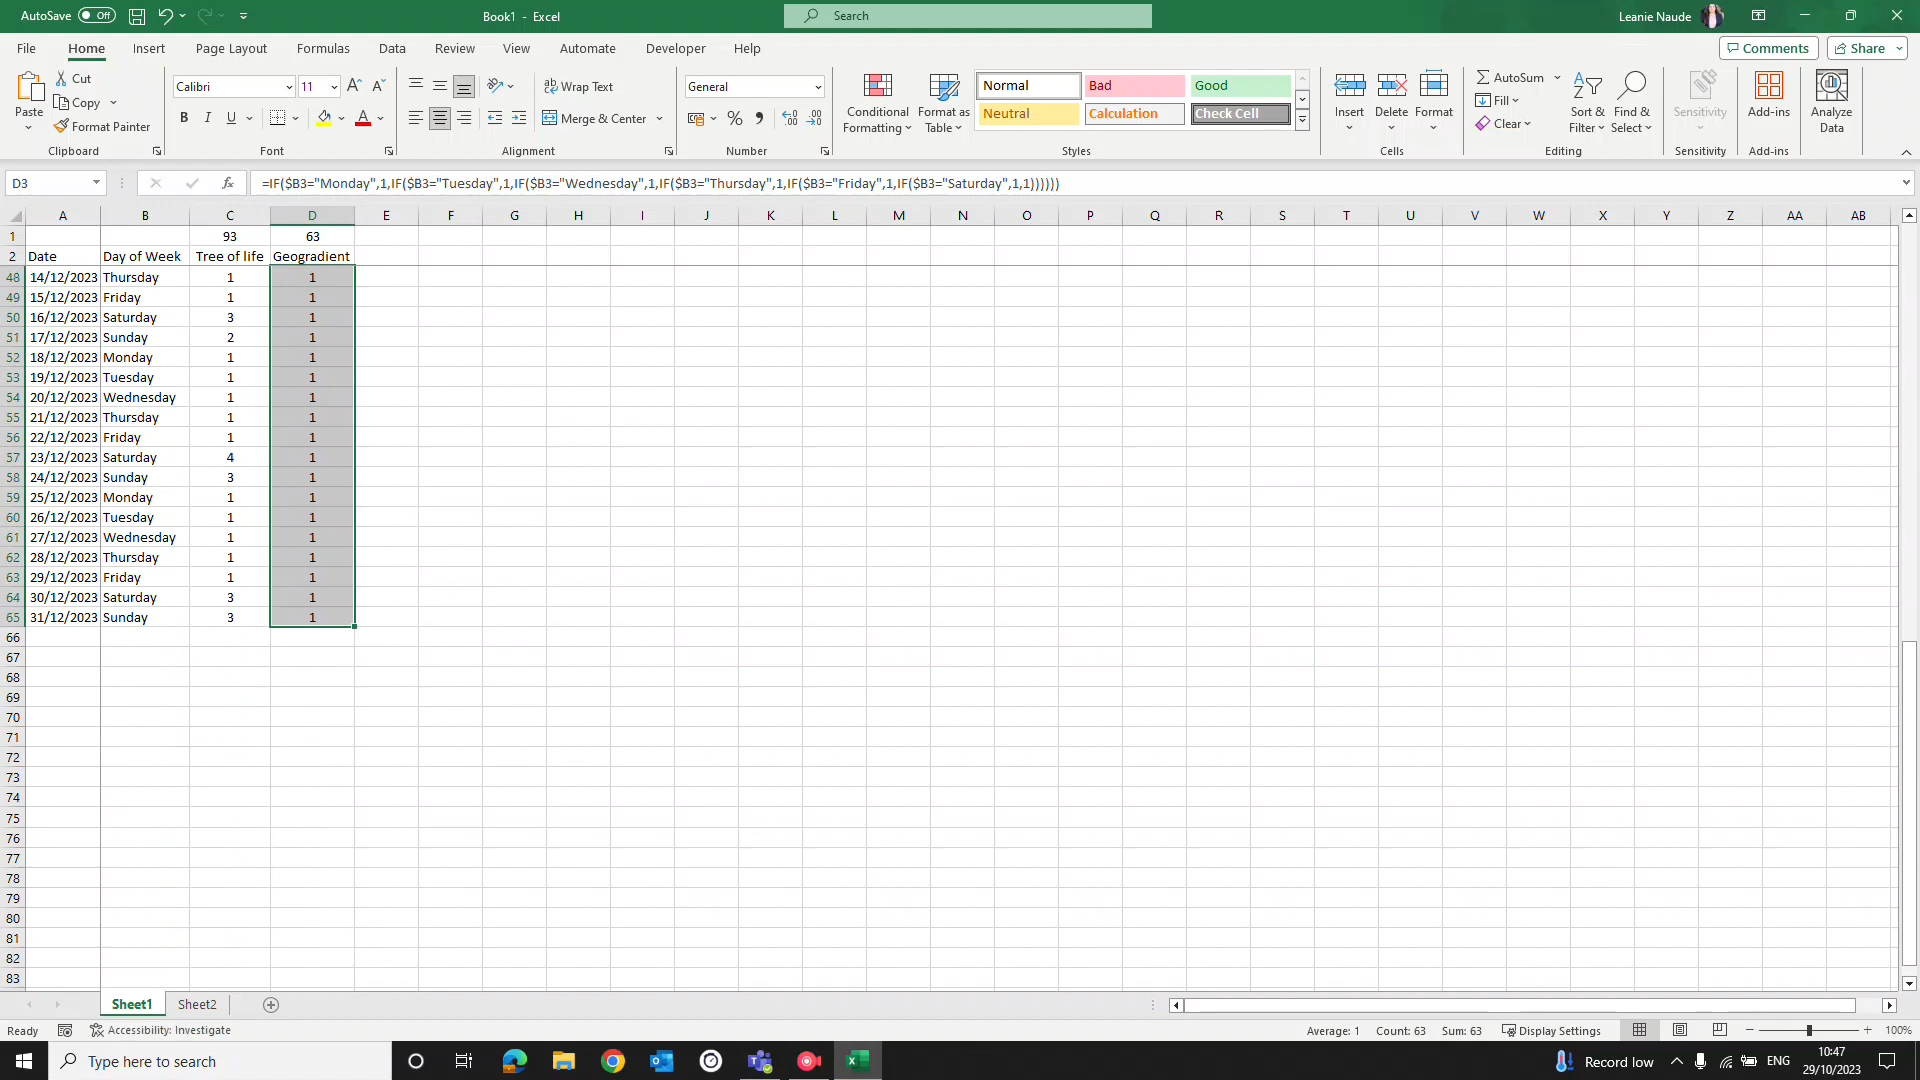 AutoSave Off
Book1 - Excel
Search
Leanie Naude
File Home Insert Page Layout Formulas Data Review View Automate Developer Help
Comments Share
Paste
Cut
Copy
Format Painter
Clipboard
Calibri 11
B I U
Font
Wrap Text
Merge & Center
Alignment
General
Number
Conditional Formatting
Format as Table
Normal Bad Good
Neutral Calculation Check Cell
Styles
Insert Delete Format
Cells
AutoSum
Fill
Clear
Sort & Filter
Find & Select
Editing
Sensitivity
Sensitivity
Add-ins
Add-ins
Analyze Data
D3
=IF($B3="Monday",1,IF($B3="Tuesday",1,IF($B3="Wednesday",1,IF($B3="Thursday",1,IF($B3="Friday",1,IF($B3="Saturday",1,1))))))
A B C D E F G H I J K L M N O P Q R S T U V W X Y Z AA AB
1 93 63
2 Date Day of Week Tree of life Geogradient
48 14/12/2023 Thursday 1 1
49 15/12/2023 Friday 1 1
50 16/12/2023 Saturday 3 1
51 17/12/2023 Sunday 2 1
52 18/12/2023 Monday 1 1
53 19/12/2023 Tuesday 1 1
54 20/12/2023 Wednesday 1 1
55 21/12/2023 Thursday 1 1
56 22/12/2023 Friday 1 1
57 23/12/2023 Saturday 4 1
58 24/12/2023 Sunday 3 1
59 25/12/2023 Monday 1 1
60 26/12/2023 Tuesday 1 1
61 27/12/2023 Wednesday 1 1
62 28/12/2023 Thursday 1 1
63 29/12/2023 Friday 1 1
64 30/12/2023 Saturday 3 1
65 31/12/2023 Sunday 3 1
66
67
68
69
70
71
72
73
74
75
76
77
78
79
80
81
82
83
Sheet1 Sheet2
Ready Accessibility: Investigate
Average: 1 Count: 63 Sum: 63 Display Settings 100%
Type here to search
Record low
ENG
10:47
29/10/2023